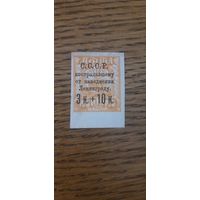 С.С.С.Р.
пострадавшему
от наводнения
Ленинграду.
3 к. + 10 к.